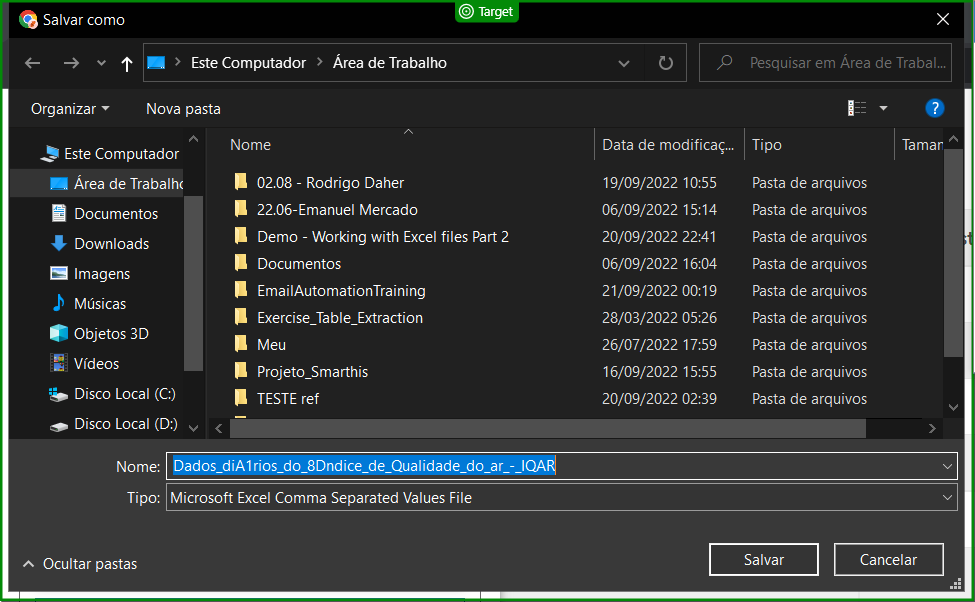 Target
Salvar como
Este Computador Área de Trabalho
Pesquisar em Área de Trabal...
Organizar Nova pasta
?
Este Computador
Área de Trabalho
Documentos
Downloads
Imagens
Músicas
Objetos 3D
Vídeos
Disco Local (C:)
Disco Local (D:)
Nome Data de modificaç... Tipo Taman
02.08 - Rodrigo Daher 19/09/2022 10:55 Pasta de arquivos
22.06-Emanuel Mercado 06/09/2022 15:14 Pasta de arquivos
Demo - Working with Excel files Part 2 20/09/2022 22:41 Pasta de arquivos
Documentos 06/09/2022 16:04 Pasta de arquivos
EmailAutomationTraining 21/09/2022 00:19 Pasta de arquivos
Exercise_Table_Extraction 28/03/2022 05:26 Pasta de arquivos
Meu 26/07/2022 17:59 Pasta de arquivos
Projeto_Smarthis 16/09/2022 15:55 Pasta de arquivos
TESTE ref 20/09/2022 02:39 Pasta de arquivos
Nome: Dados_diA1rios_do_8Dndice_de_Qualidade_do_ar_-_IQAR
Tipo: Microsoft Excel Comma Separated Values File
Ocultar pastas
Salvar Cancelar